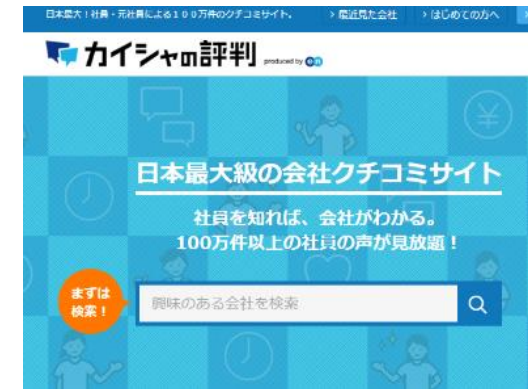 日本最大！社員・元社員による１００万件のクチコミサイト。 › 最近見た会社 › はじめての方へ
カイシャの評判 produced by en
日本最大級の会社クチコミサイト
社員を知れば、会社がわかる。
100万件以上の社員の声が見放題！
まずは
検索！
興味のある会社を検索